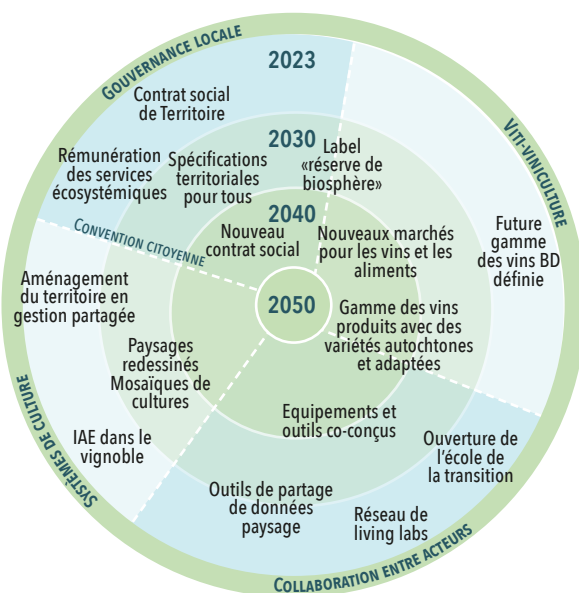 GOUVERNANCE LOCALE
2023
Contrat social
de Territoire
2030
Rémunération
des services
écosystémiques
Spécifications
territoriales
pour tous
Label
«réserve de
biosphère»
VITI-VINICULTURE
2040
CONVENTION CITOYENNE
Nouveau
contrat social
Nouveaux marchés
pour les vins et les
aliments
Future
gamme
des vins BD
définie
Aménagement
du territoire en
gestion partagée
2050
Gamme des vins
produits avec des
variétés autochtones
et adaptées
Paysages
redessinés
Mosaïques de
cultures
SYSTÈMES DE CULTURE
IAE dans le
vignoble
Equipements et
outils co-conçus
Ouverture de
l'école de
la transition
Outils de partage
de données
paysage
Réseau de
living labs
COLLABORATION ENTRE ACTEURS